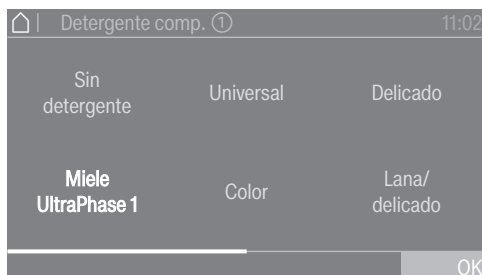 Detergente comp. ① 11:02
Sin
detergente
Universal
Delicado
Miele
UltraPhase 1
Color
Lana/
delicado
OK